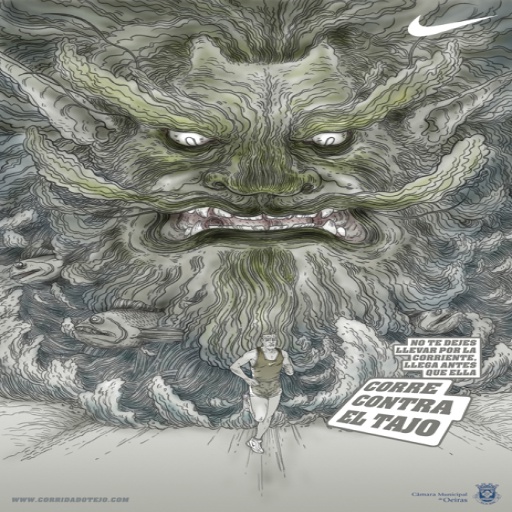 NO TE DEJES
LLEVAR POR LA
CORRIENTE.
LLEGA ANTES
QUE ELLA
CORRE
CONTRA
EL TAJO
WWW.CORRIDADOTEJO.COM
Câmara Municipal
de Oeiras